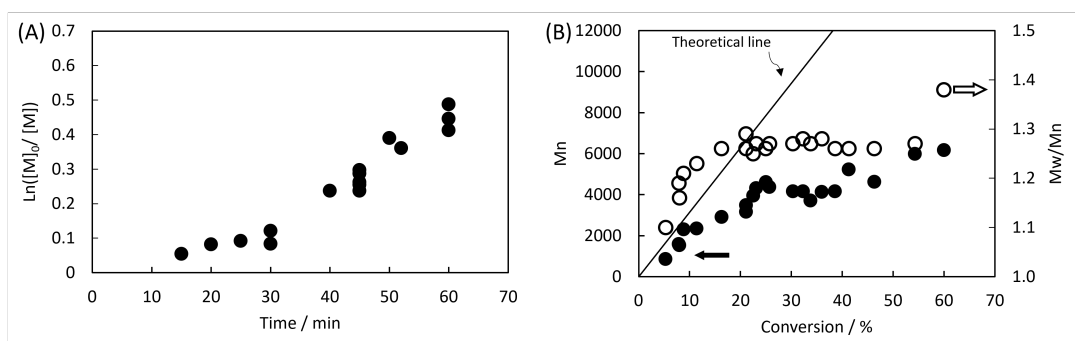 (A)
0.7
0.6
0.5
0.4
0.3
0.2
0.1
0
Ln([M]₀/ [M])
0 10 20 30 40 50 60 70
Time / min
(B)
12000
10000
8000
6000
4000
2000
0
Mn
Theoretical line
1.5
1.4
1.3
1.2
1.1
1.0
Mw/Mn
0 10 20 30 40 50 60 70
Conversion / %